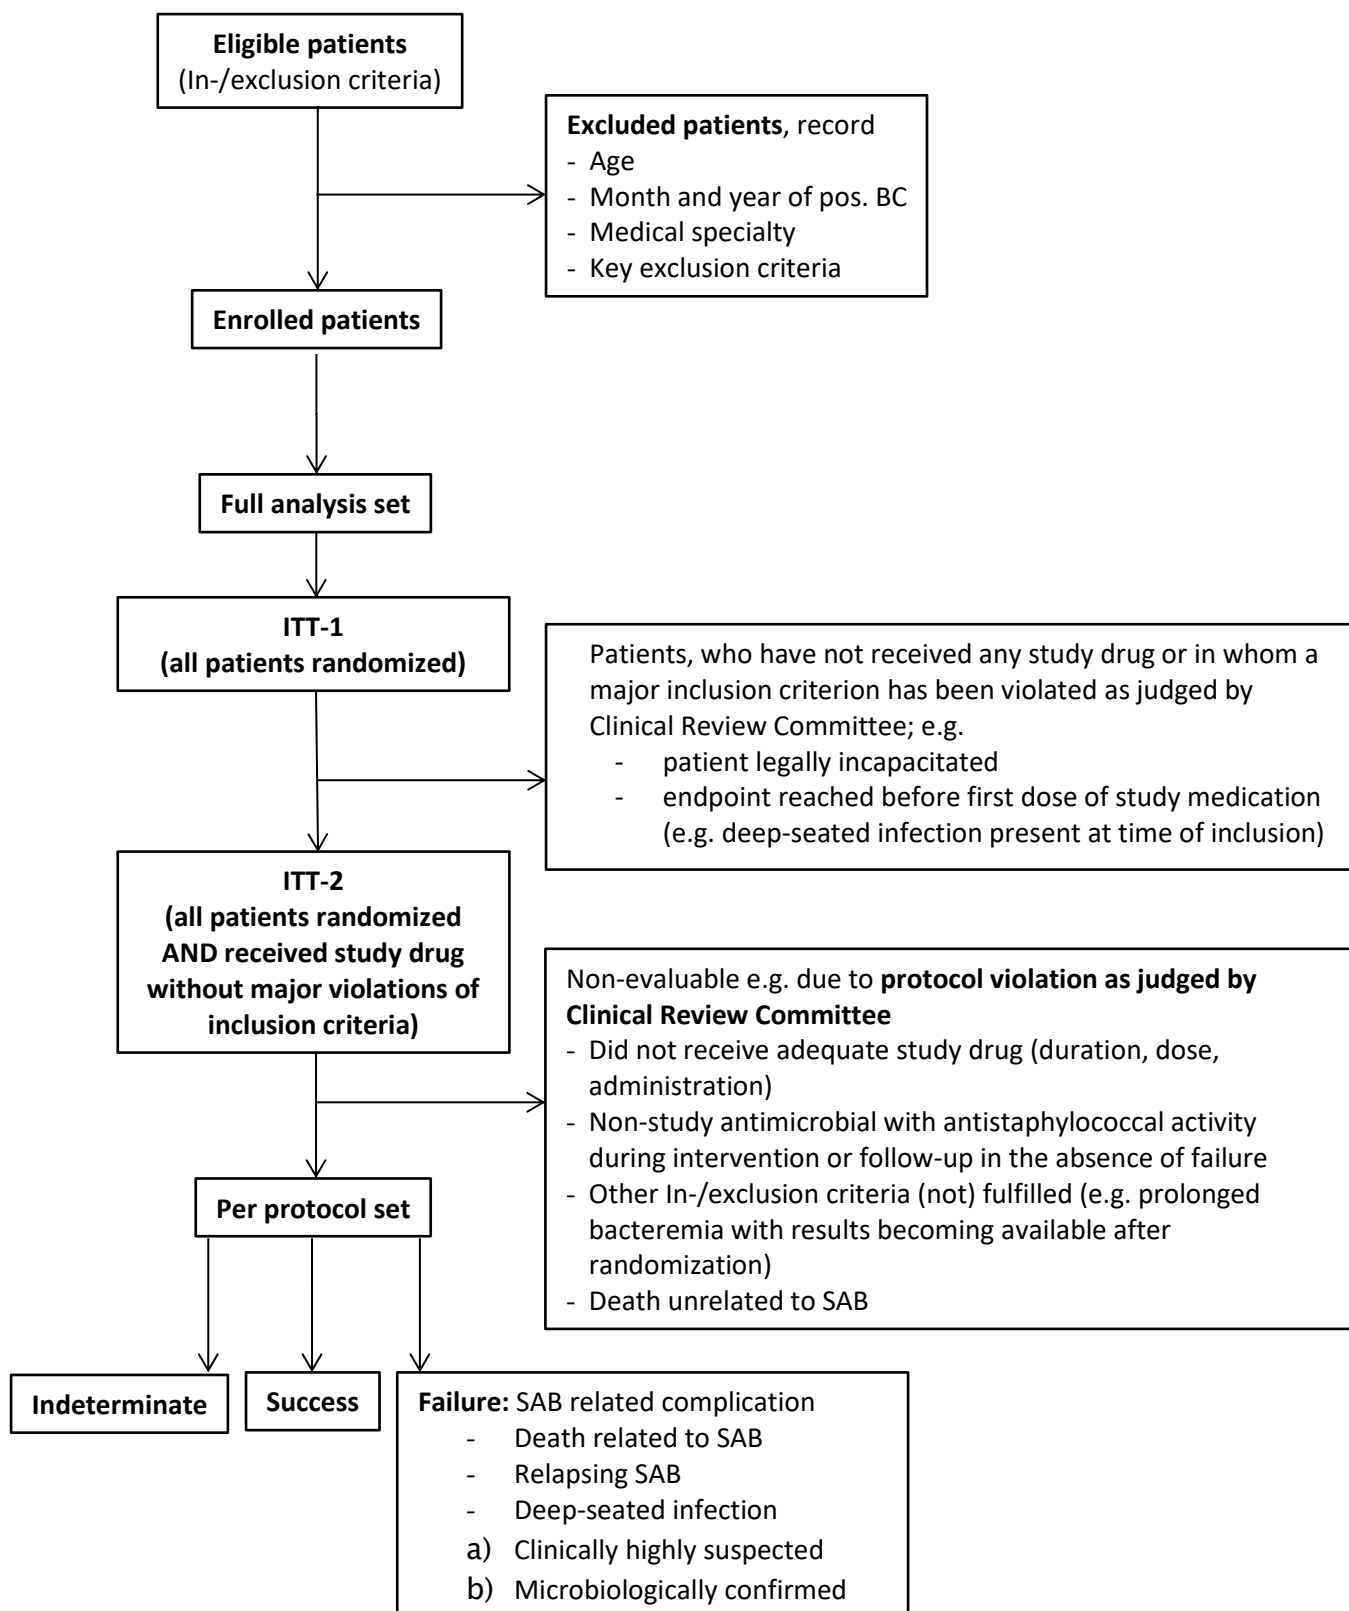 Eligible patients
(In-/exclusion criteria)
Excluded patients, record
- Age
- Month and year of pos. BC
- Medical specialty
- Key exclusion criteria
Enrolled patients
Full analysis set
ITT-1
(all patients randomized)
Patients, who have not received any study drug or in whom a
major inclusion criterion has been violated as judged by
Clinical Review Committee; e.g.
- patient legally incapacitated
- endpoint reached before first dose of study medication
(e.g. deep-seated infection present at time of inclusion)
ITT-2
(all patients randomized
AND received study drug
without major violations of
inclusion criteria)
Non-evaluable e.g. due to protocol violation as judged by
Clinical Review Committee
- Did not receive adequate study drug (duration, dose,
administration)
- Non-study antimicrobial with antistaphylococcal activity
during intervention or follow-up in the absence of failure
- Other In-/exclusion criteria (not) fulfilled (e.g. prolonged
bacteremia with results becoming available after
randomization)
- Death unrelated to SAB
Per protocol set
Indeterminate
Success
Failure: SAB related complication
- Death related to SAB
- Relapsing SAB
- Deep-seated infection
a) Clinically highly suspected
b) Microbiologically confirmed